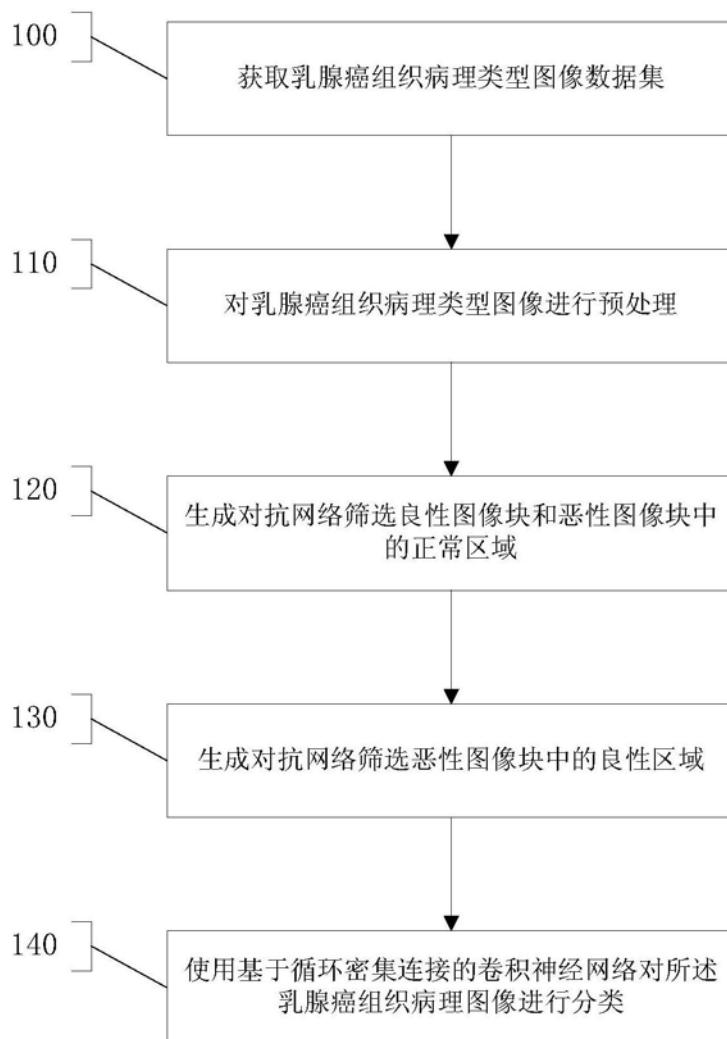 100
获取乳腺癌组织病理类型图像数据集
110
对乳腺癌组织病理类型图像进行预处理
120
生成对抗网络筛选良性图像块和恶性图像块中
的正常区域
130
生成对抗网络筛选恶性图像块中的良性区域
140
使用基于循环密集连接的卷积神经网络对所述
乳腺癌组织病理图像进行分类